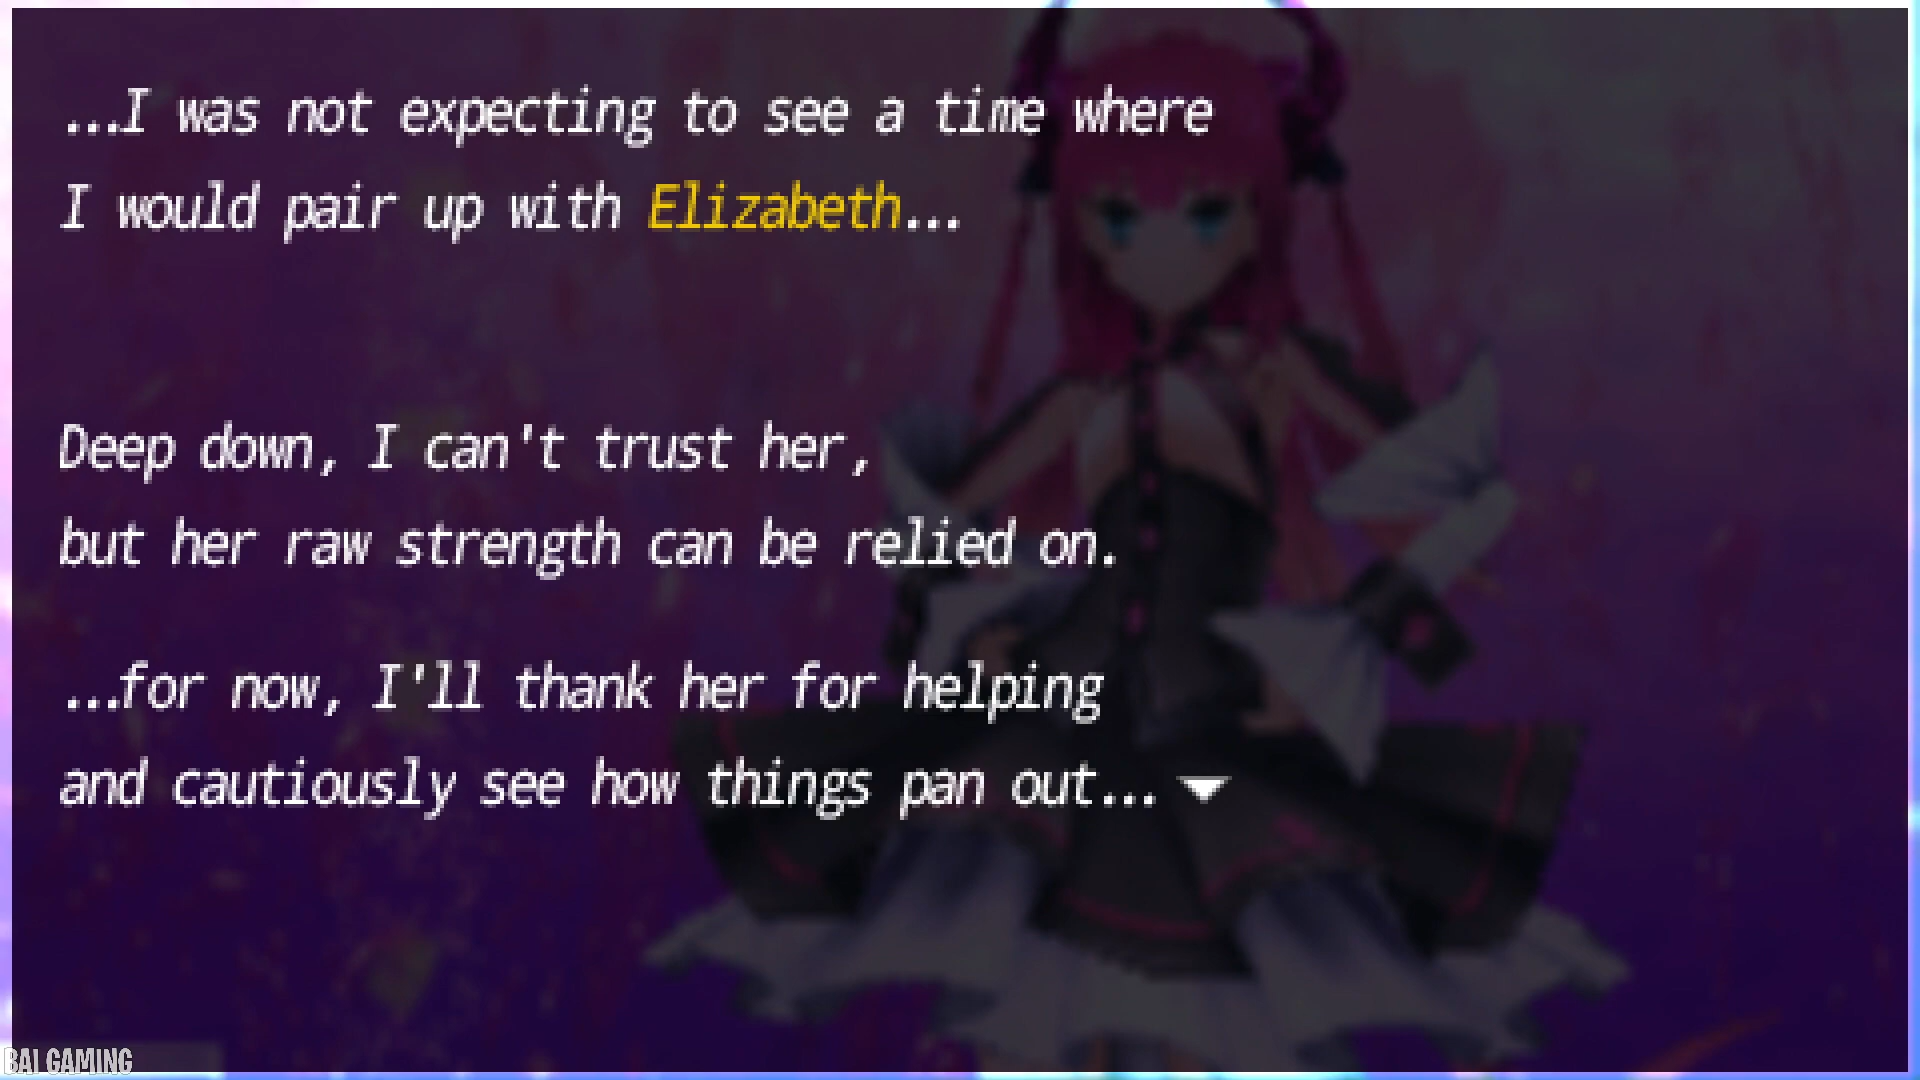 ...I was not expecting to see a time where
I would pair up with Elizabeth...
Deep down, I can't trust her,
but her raw strength can be relied on.
...for now, I'll thank her for helping
and cautiously see how things pan out...
BAI GAMING